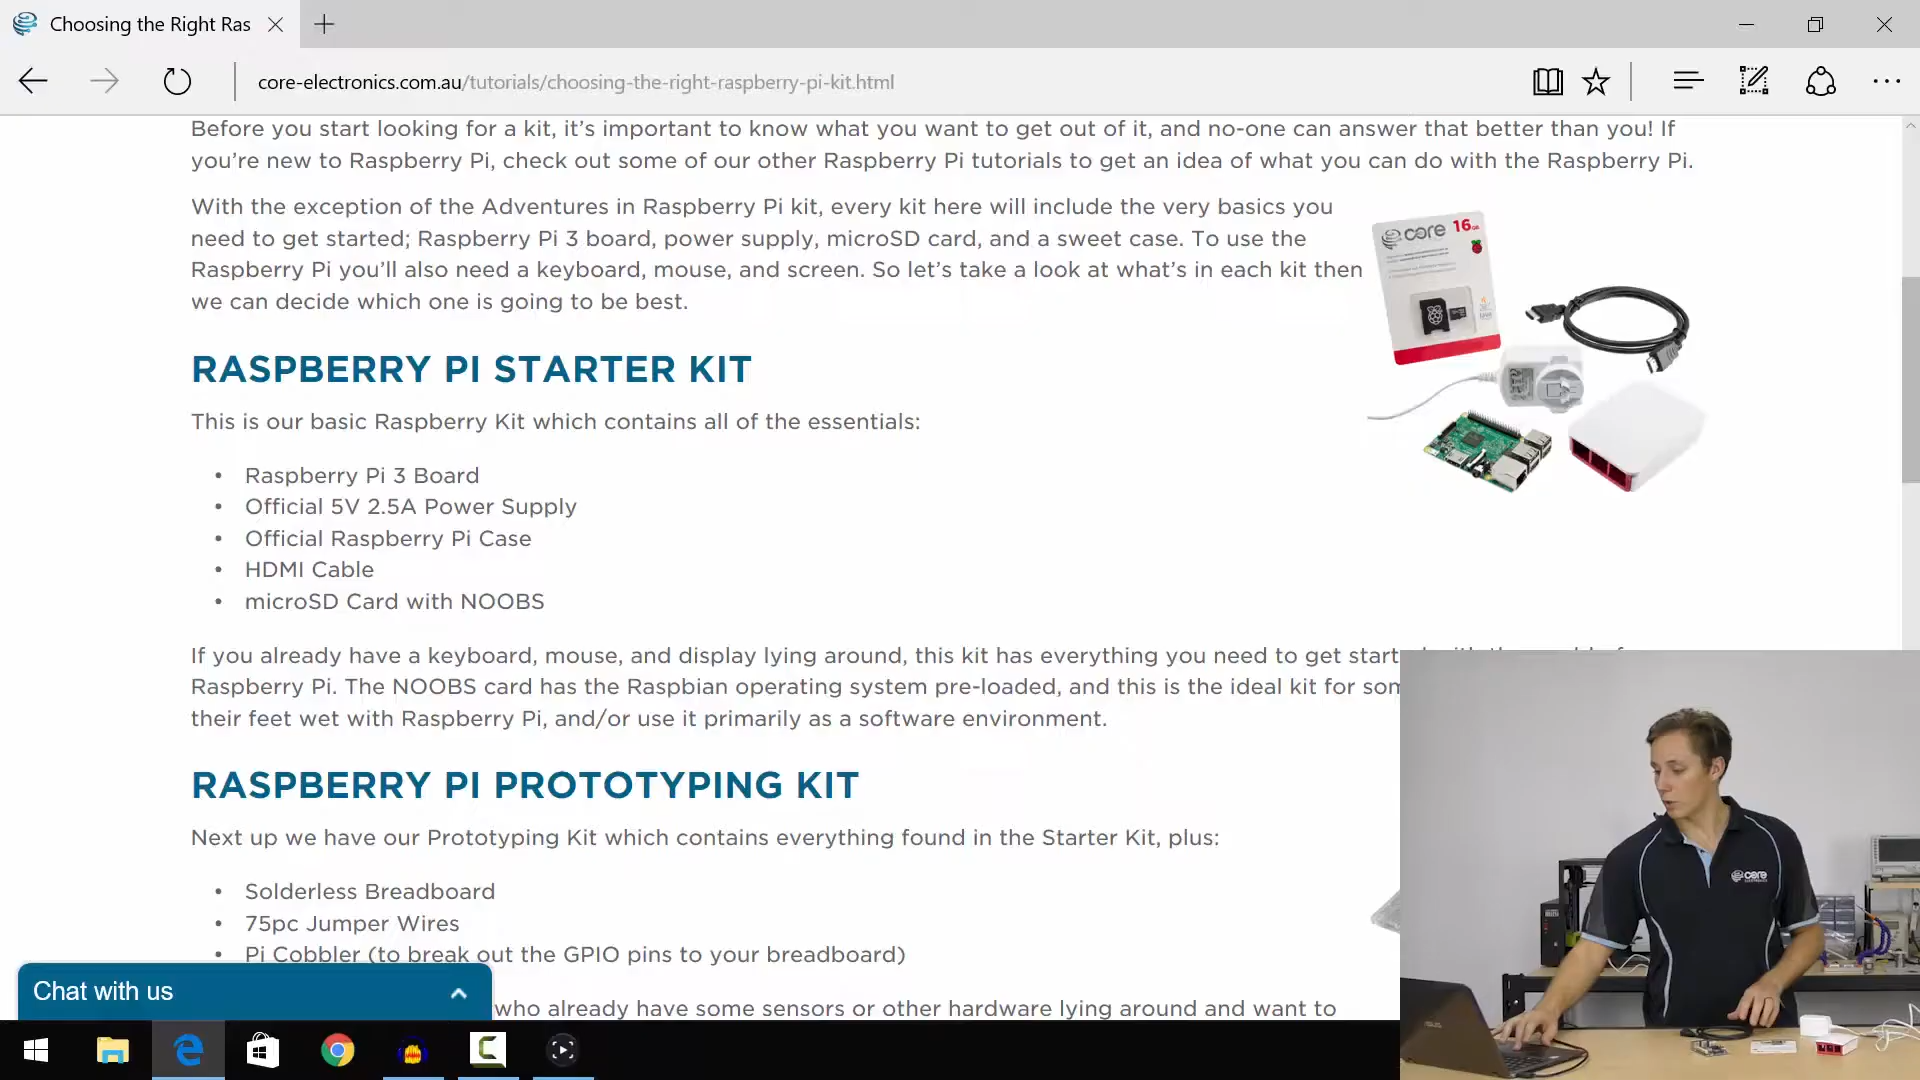 Choosing the Right Ras
core-electronics.com.au/tutorials/choosing-the-right-raspberry-pi-kit.html
Before you start looking for a kit, it's important to know what you want to get out of it, and no-one can answer that better than you! If
you're new to Raspberry Pi, check out some of our other Raspberry Pi tutorials to get an idea of what you can do with the Raspberry Pi.
With the exception of the Adventures in Raspberry Pi kit, every kit here will include the very basics you
need to get started; Raspberry Pi 3 board, power supply, microSD card, and a sweet case. To use the
Raspberry Pi you'll also need a keyboard, mouse, and screen. So let's take a look at what's in each kit then
we can decide which one is going to be best.
core 16GB
RASPBERRY PI STARTER KIT
This is our basic Raspberry Kit which contains all of the essentials:
• Raspberry Pi 3 Board
• Official 5V 2.5A Power Supply
• Official Raspberry Pi Case
• HDMI Cable
• microSD Card with NOOBS
If you already have a keyboard, mouse, and display lying around, this kit has everything you need to get start
Raspberry Pi. The NOOBS card has the Raspbian operating system pre-loaded, and this is the ideal kit for som
their feet wet with Raspberry Pi, and/or use it primarily as a software environment.
RASPBERRY PI PROTOTYPING KIT
Next up we have our Prototyping Kit which contains everything found in the Starter Kit, plus:
• Solderless Breadboard
• 75pc Jumper Wires
• Pi Cobbler (to break out the GPIO pins to your breadboard)
who already have some sensors or other hardware lying around and want to
Chat with us
core
ASUS